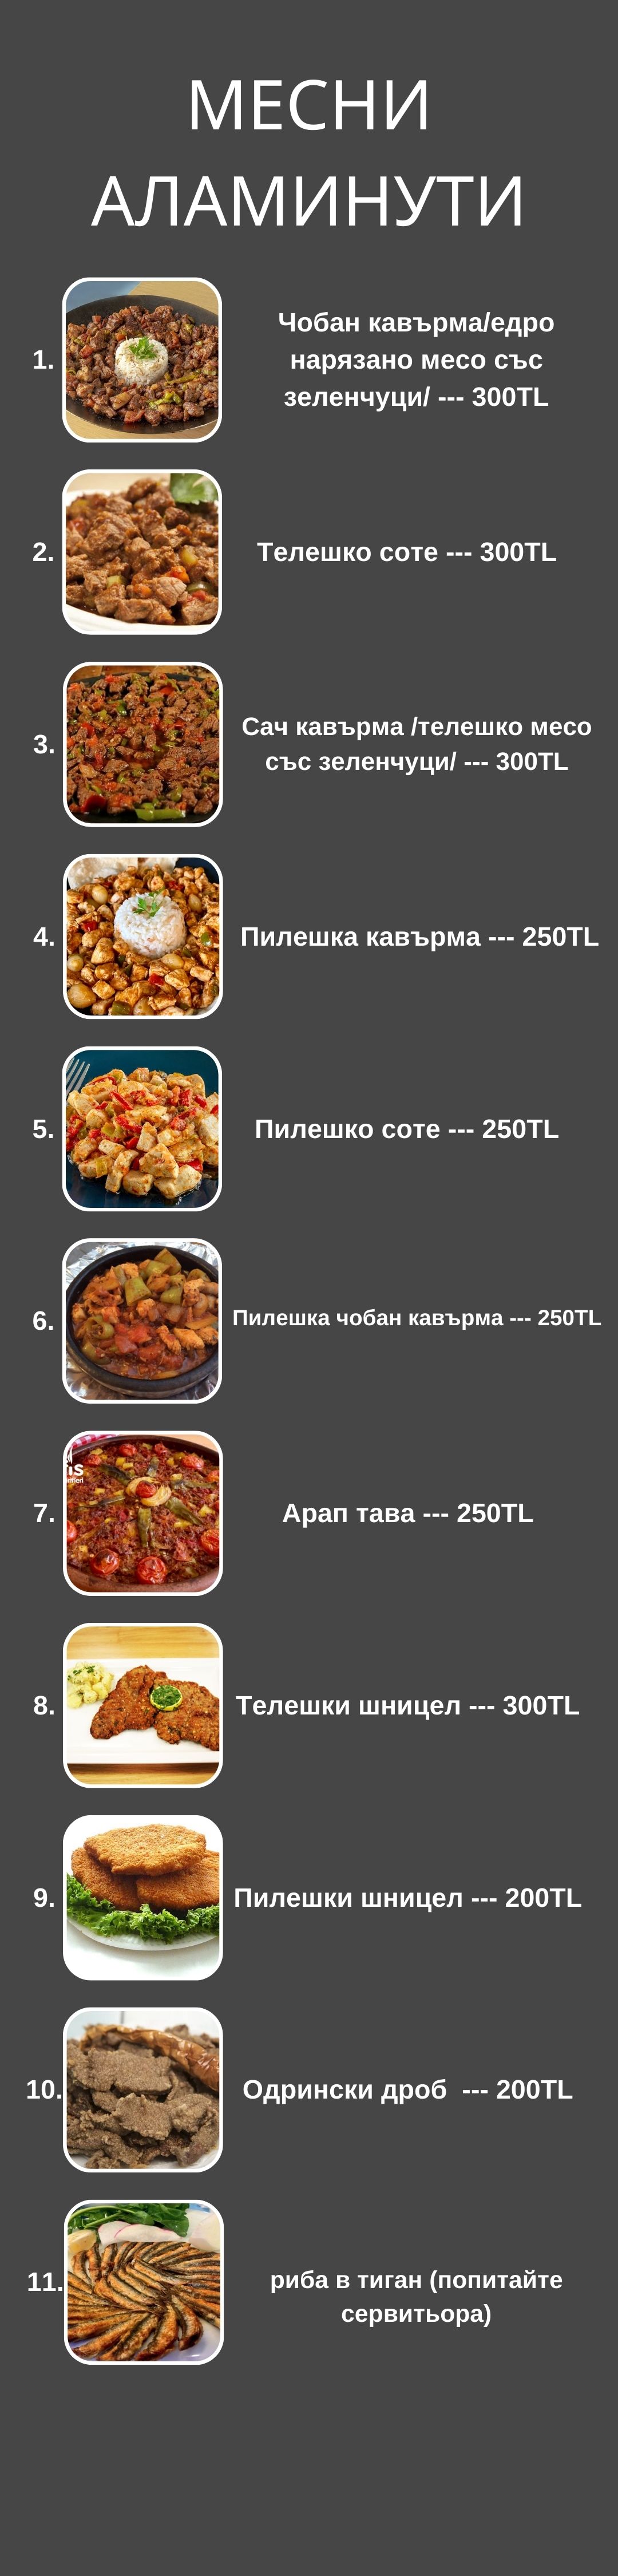 МЕСНИ
АЛАМИНУТИ
1.
Чобан кавърма/едро
нарязано месо със
зеленчуци/ --- 300TL
2.
Телешко соте --- 300TL
3.
Сач кавърма /телешко месо
със зеленчуци/ --- 300TL
4.
Пилешка кавърма --- 250TL
5.
Пилешко соте --- 250TL
6.
Пилешка чобан кавърма --- 250TL
7.
Арап тава --- 250TL
8.
Телешки шницел --- 300TL
9.
Пилешки шницел --- 200TL
10.
Одрински дроб  --- 200TL
11.
риба в тиган (попитайте
сервитьора)